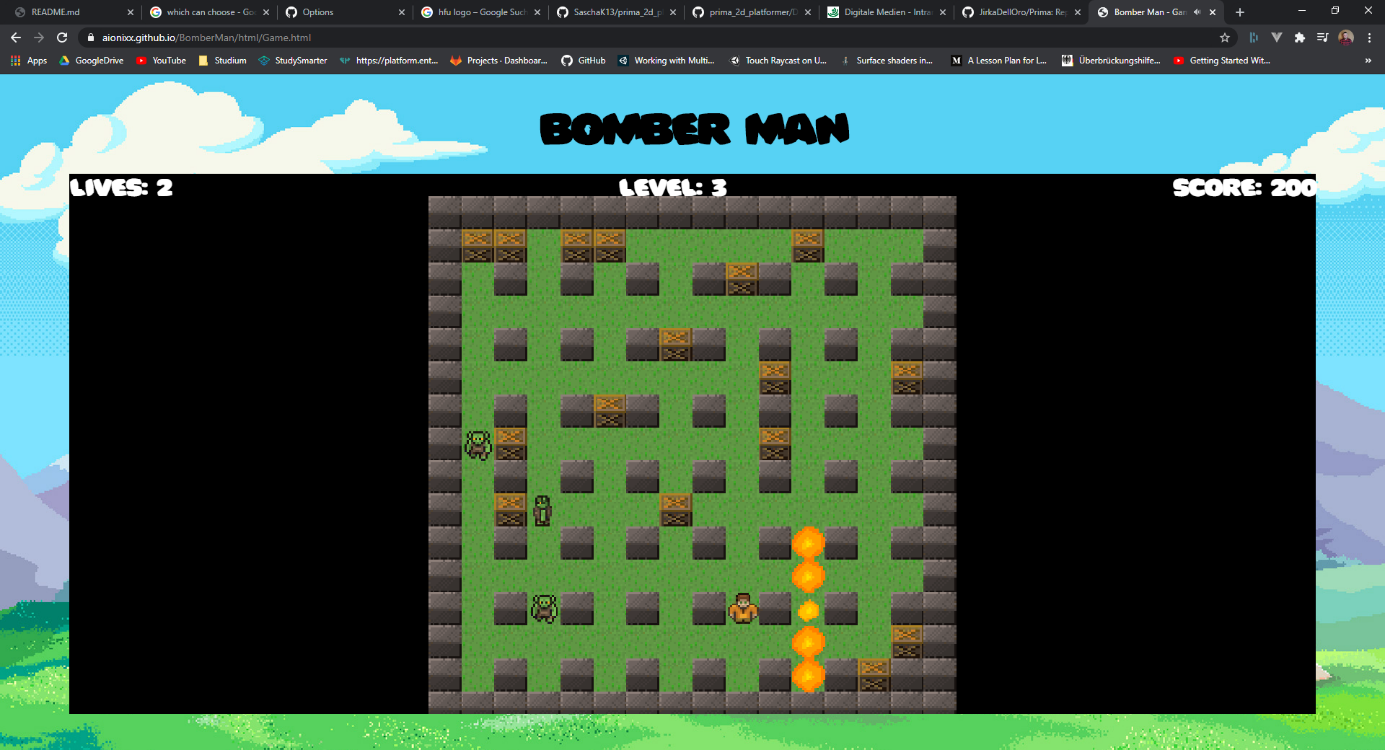 README.md
which can choose - Goo
Options
hfu logo – Google Such
SaschaK13/prima_2d_p
prima_2d_platformer/D
Digitale Medien - Intra
JirkaDellOro/Prima: Rep
Bomber Man - Gam
aionixx.github.io/BomberMan/html/Game.html
Apps
GoogleDrive
YouTube
Studium
StudySmarter
https://platform.ent...
Projects · Dashboar...
GitHub
Working with Multi...
Touch Raycast on U...
Surface shaders in...
A Lesson Plan for L...
Überbrückungshilfe...
Getting Started Wit...
»
BOMBER MAN
LIVES: 2
LEVEL: 3
SCORE: 200